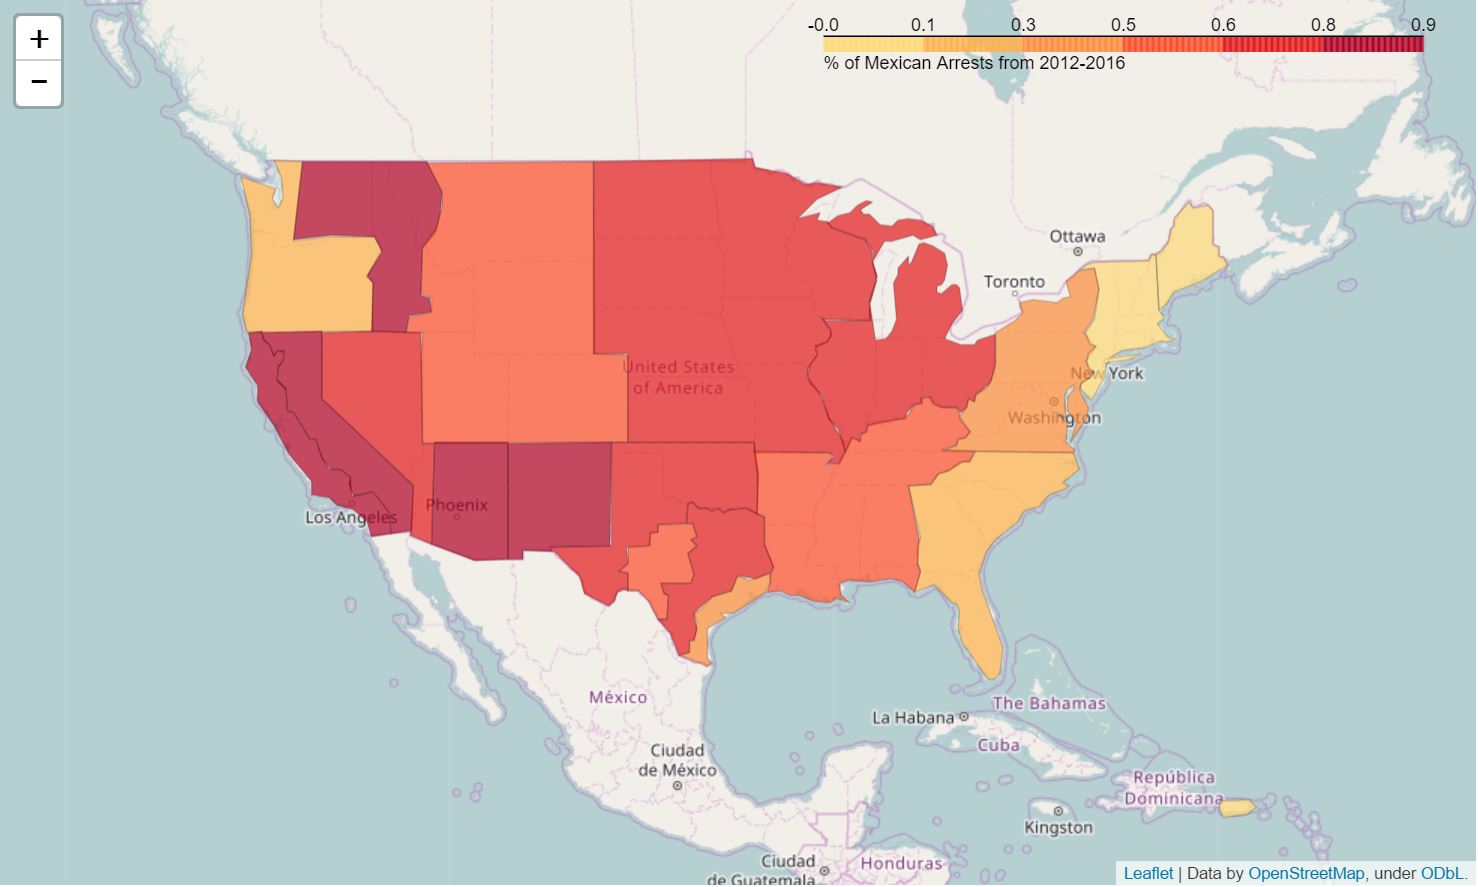 +
−
-0.0 0.1 0.3 0.5 0.6 0.8 0.9
% of Mexican Arrests from 2012-2016
Ottawa
Toronto
United States
of America
New York
Washington
Phoenix
Los Angeles
México
The Bahamas
La Habana
Cuba
Ciudad
de México
República
Dominicana
Kingston
Ciudad
de Guatemala
Honduras
Leaflet | Data by OpenStreetMap, under ODbL.